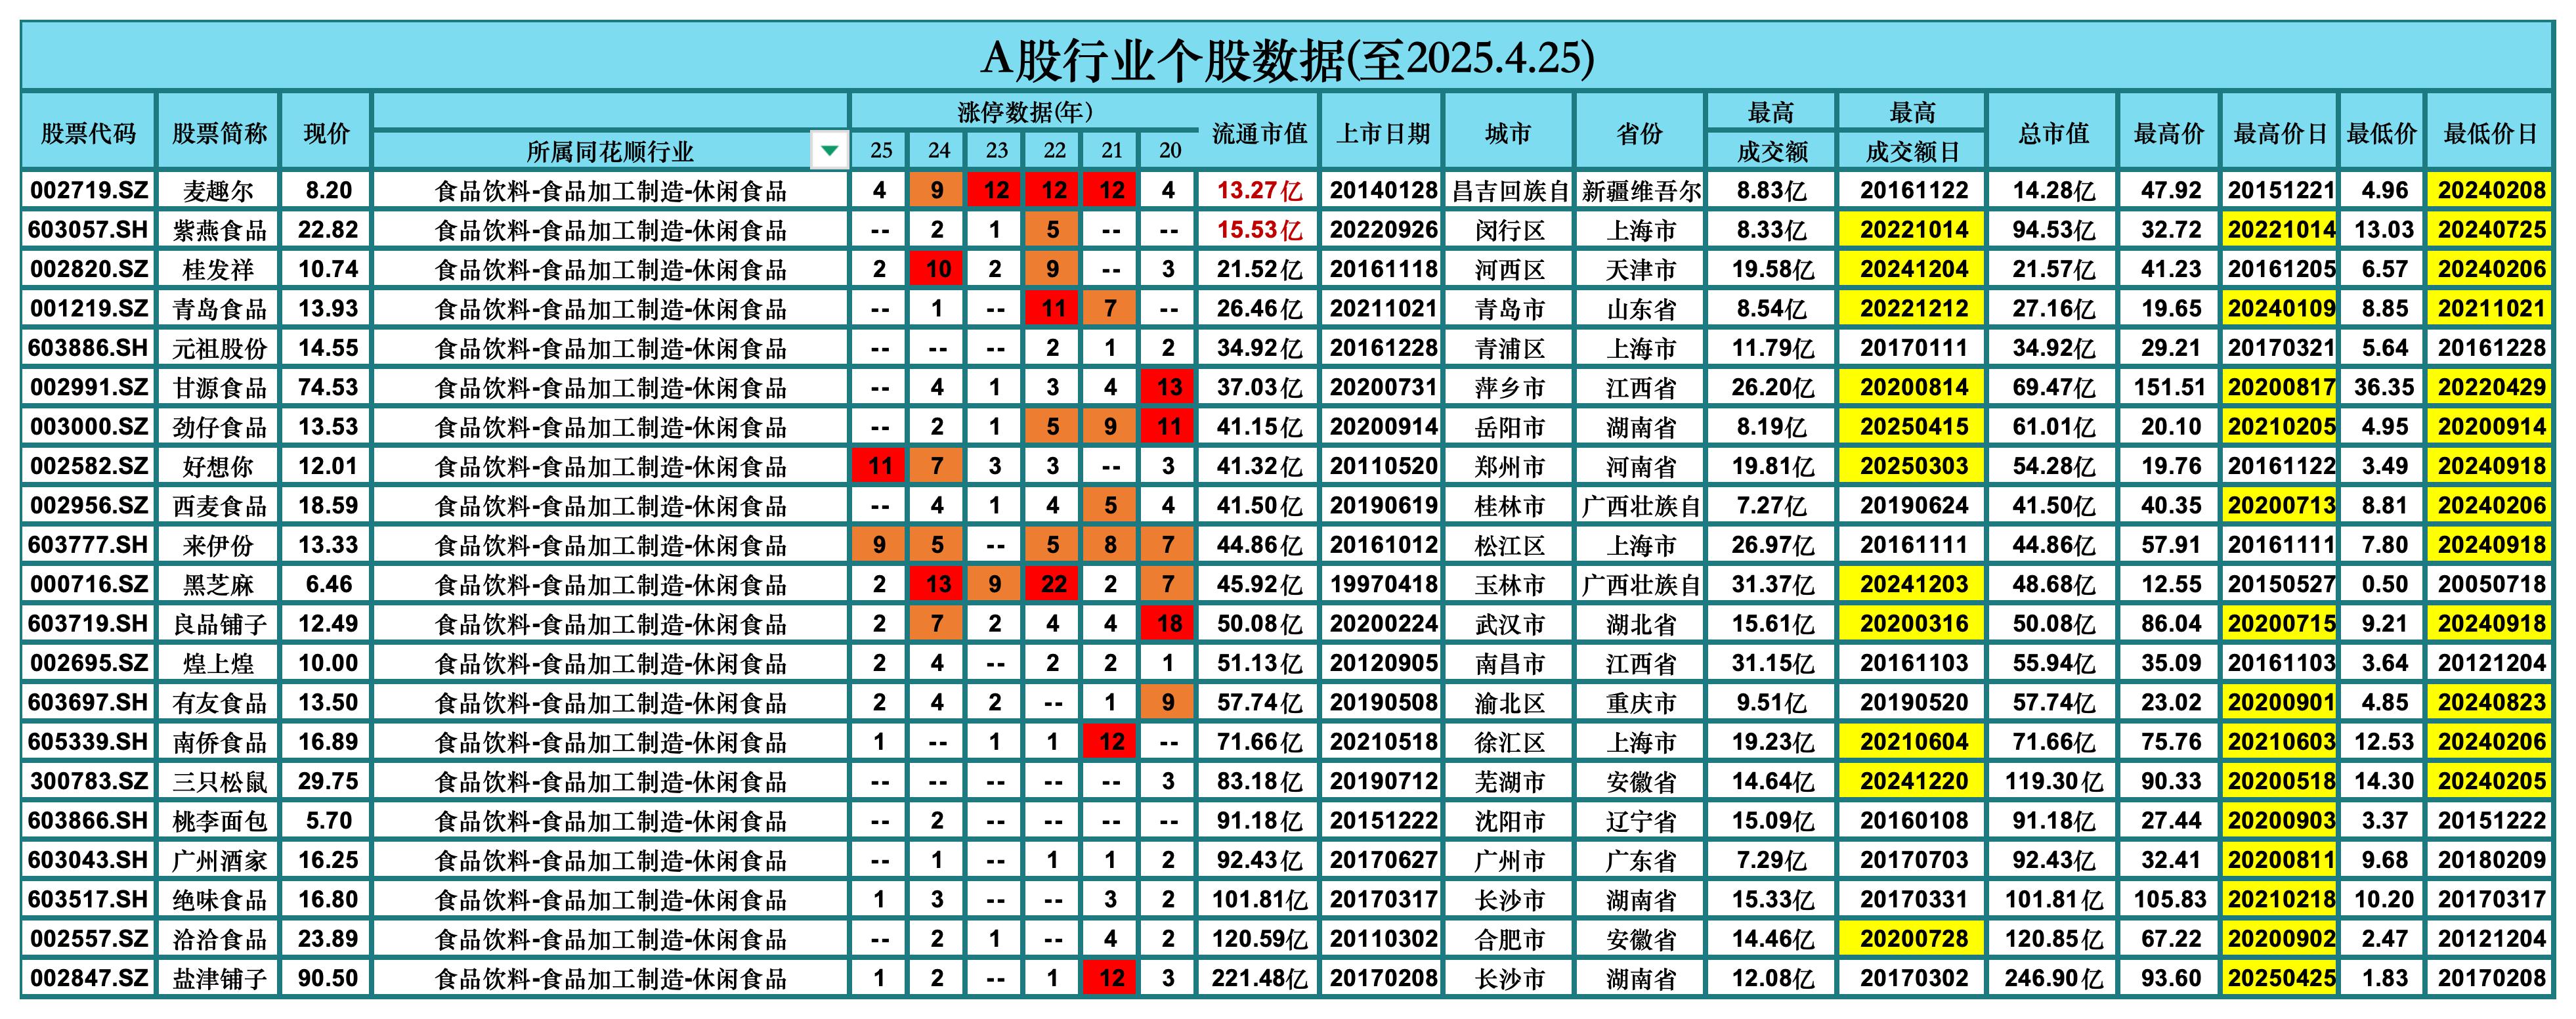 A股行业个股数据(至2025.4.25)
股票代码 股票简称 现价 所属同花顺行业 涨停数据(年) 25 24 23 22 21 20 流通市值 上市日期 城市 省份 最高成交额 最高成交额日 总市值 最高价 最高价日 最低价 最低价日
002719.SZ 麦趣尔 8.20 食品饮料-食品加工制造-休闲食品 4 9 12 12 12 4 13.27亿 20140128 昌吉回族自 新疆维吾尔 8.83亿 20161122 14.28亿 47.92 20151221 4.96 20240208
603057.SH 紫燕食品 22.82 食品饮料-食品加工制造-休闲食品 -- 2 1 5 -- -- 15.53亿 20220926 闵行区 上海市 8.33亿 20221014 94.53亿 32.72 20221014 13.03 20240725
002820.SZ 桂发祥 10.74 食品饮料-食品加工制造-休闲食品 2 10 2 9 -- 3 21.52亿 20161118 河西区 天津市 19.58亿 20241204 21.57亿 41.23 20161205 6.57 20240206
001219.SZ 青岛食品 13.93 食品饮料-食品加工制造-休闲食品 -- 1 -- 11 7 -- 26.46亿 20211021 青岛市 山东省 8.54亿 20221212 27.16亿 19.65 20240109 8.85 20211021
603886.SH 元祖股份 14.55 食品饮料-食品加工制造-休闲食品 -- -- -- 2 1 2 34.92亿 20161228 青浦区 上海市 11.79亿 20170111 34.92亿 29.21 20170321 5.64 20161228
002991.SZ 甘源食品 74.53 食品饮料-食品加工制造-休闲食品 -- 4 1 3 4 13 37.03亿 20200731 萍乡市 江西省 26.20亿 20200814 69.47亿 151.51 20200817 36.35 20220429
003000.SZ 劲仔食品 13.53 食品饮料-食品加工制造-休闲食品 -- 2 1 5 9 11 41.15亿 20200914 岳阳市 湖南省 8.19亿 20250415 61.01亿 20.10 20210205 4.95 20200914
002582.SZ 好想你 12.01 食品饮料-食品加工制造-休闲食品 11 7 3 3 -- 3 41.32亿 20110520 郑州市 河南省 19.81亿 20250303 54.28亿 19.76 20161122 3.49 20240918
002956.SZ 西麦食品 18.59 食品饮料-食品加工制造-休闲食品 -- 4 1 4 5 4 41.50亿 20190619 桂林市 广西壮族自 7.27亿 20190624 41.50亿 40.35 20200713 8.81 20240206
603777.SH 来伊份 13.33 食品饮料-食品加工制造-休闲食品 9 5 -- 5 8 7 44.86亿 20161012 松江区 上海市 26.97亿 20161111 44.86亿 57.91 20161111 7.80 20240918
000716.SZ 黑芝麻 6.46 食品饮料-食品加工制造-休闲食品 2 13 9 22 2 7 45.92亿 19970418 玉林市 广西壮族自 31.37亿 20241203 48.68亿 12.55 20150527 0.50 20050718
603719.SH 良品铺子 12.49 食品饮料-食品加工制造-休闲食品 2 7 2 4 4 18 50.08亿 20200224 武汉市 湖北省 15.61亿 20200316 50.08亿 86.04 20200715 9.21 20240918
002695.SZ 煌上煌 10.00 食品饮料-食品加工制造-休闲食品 2 4 -- 2 2 1 51.13亿 20120905 南昌市 江西省 31.15亿 20161103 55.94亿 35.09 20161103 3.64 20121204
603697.SH 有友食品 13.50 食品饮料-食品加工制造-休闲食品 2 4 2 -- 1 9 57.74亿 20190508 渝北区 重庆市 9.51亿 20190520 57.74亿 23.02 20200901 4.85 20240823
605339.SH 南侨食品 16.89 食品饮料-食品加工制造-休闲食品 1 -- 1 1 12 -- 71.66亿 20210518 徐汇区 上海市 19.23亿 20210604 71.66亿 75.76 20210603 12.53 20240206
300783.SZ 三只松鼠 29.75 食品饮料-食品加工制造-休闲食品 -- -- -- -- -- 3 83.18亿 20190712 芜湖市 安徽省 14.64亿 20241220 119.30亿 90.33 20200518 14.30 20240205
603866.SH 桃李面包 5.70 食品饮料-食品加工制造-休闲食品 -- 2 -- -- -- -- 91.18亿 20151222 沈阳市 辽宁省 15.09亿 20160108 91.18亿 27.44 20200903 3.37 20151222
603043.SH 广州酒家 16.25 食品饮料-食品加工制造-休闲食品 -- 1 -- 1 1 2 92.43亿 20170627 广州市 广东省 7.29亿 20170703 92.43亿 32.41 20200811 9.68 20180209
603517.SH 绝味食品 16.80 食品饮料-食品加工制造-休闲食品 1 3 -- -- 3 2 101.81亿 20170317 长沙市 湖南省 15.33亿 20170331 101.81亿 105.83 20210218 10.20 20170317
002557.SZ 洽洽食品 23.89 食品饮料-食品加工制造-休闲食品 -- 2 1 -- 4 2 120.59亿 20110302 合肥市 安徽省 14.46亿 20200728 120.85亿 67.22 20200902 2.47 20121204
002847.SZ 盐津铺子 90.50 食品饮料-食品加工制造-休闲食品 1 2 -- 1 12 3 221.48亿 20170208 长沙市 湖南省 12.08亿 20170302 246.90亿 93.60 20250425 1.83 20170208